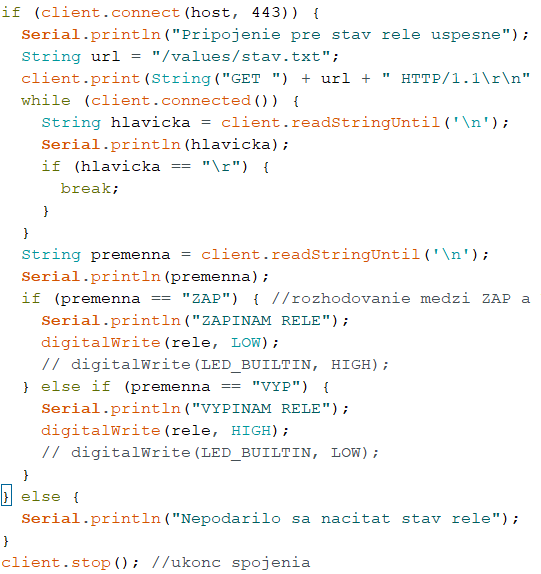 if (client.connect(host, 443)) {
  Serial.println("Pripojenie pre stav rele uspesne");
  String url = "/values/stav.txt";
  client.print(String("GET ") + url + " HTTP/1.1\r\n"
  while (client.connected()) {
    String hlavicka = client.readStringUntil('\n');
    Serial.println(hlavicka);
    if (hlavicka == "\r") {
      break;
    }
  }
  String premenna = client.readStringUntil('\n');
  Serial.println(premenna);
  if (premenna == "ZAP") { //rozhodovanie medzi ZAP a
    Serial.println("ZAPINAM RELE");
    digitalWrite(rele, LOW);
    // digitalWrite(LED_BUILTIN, HIGH);
  } else if (premenna == "VYP") {
    Serial.println("VYPINAM RELE");
    digitalWrite(rele, HIGH);
    // digitalWrite(LED_BUILTIN, LOW);
  }
} else {
  Serial.println("Nepodarilo sa nacitat stav rele");
}
client.stop(); //ukonc spojenia